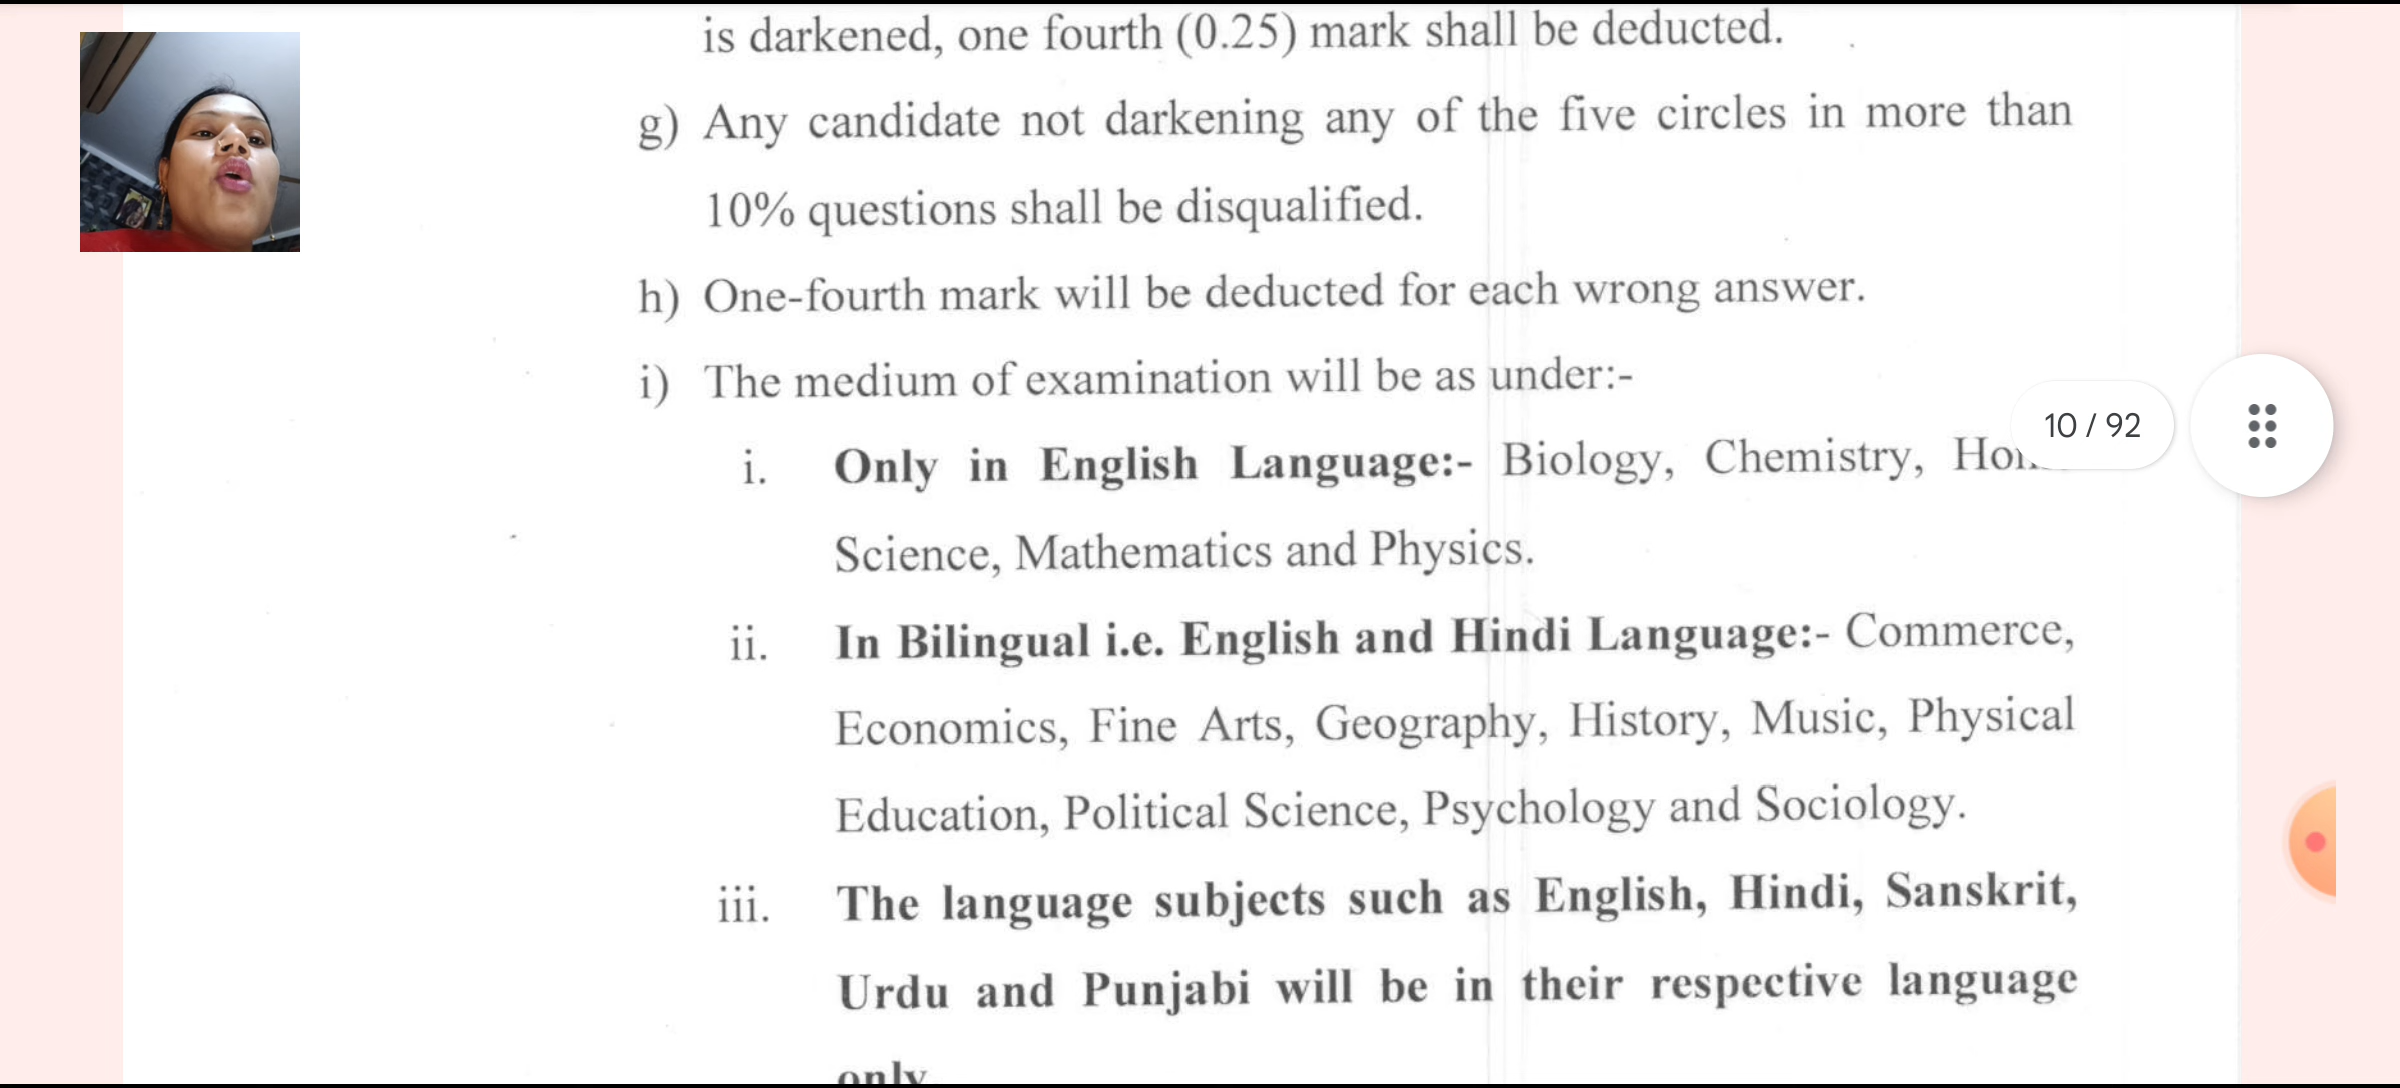 is darkened, one fourth (0.25) mark shall be deducted.
g) Any candidate not darkening any of the five circles in more than
10% questions shall be disqualified.
h) One-fourth mark will be deducted for each wrong answer.
i) The medium of examination will be as under:-
10 / 92
i. Only in English Language:- Biology, Chemistry,
Science, Mathematics and Physics.
ii. In Bilingual i.e. English and Hindi Language:- Commerce,
Economics, Fine Arts, Geography, History, Music, Physical
Education, Political Science, Psychology and Sociology.
iii. The language subjects such as English, Hindi, Sanskrit,
Urdu and Punjabi will be in their respective language
only